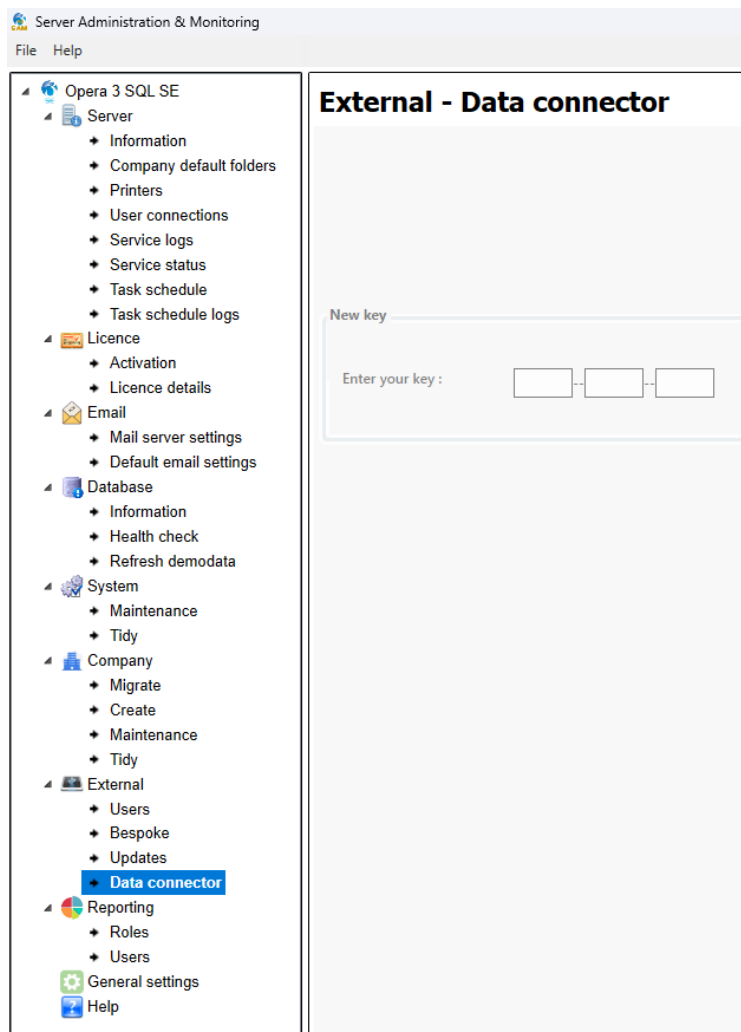 Server Administration & Monitoring
File Help
Opera 3 SQL SE
Server
Information
Company default folders
Printers
User connections
Service logs
Service status
Task schedule
Task schedule logs
Licence
Activation
Licence details
Email
Mail server settings
Default email settings
Database
Information
Health check
Refresh demodata
System
Maintenance
Tidy
Company
Migrate
Create
Maintenance
Tidy
External
Users
Bespoke
Updates
Data connector
Reporting
Roles
Users
General settings
Help
External - Data connector
New key
Enter your key :
-- --